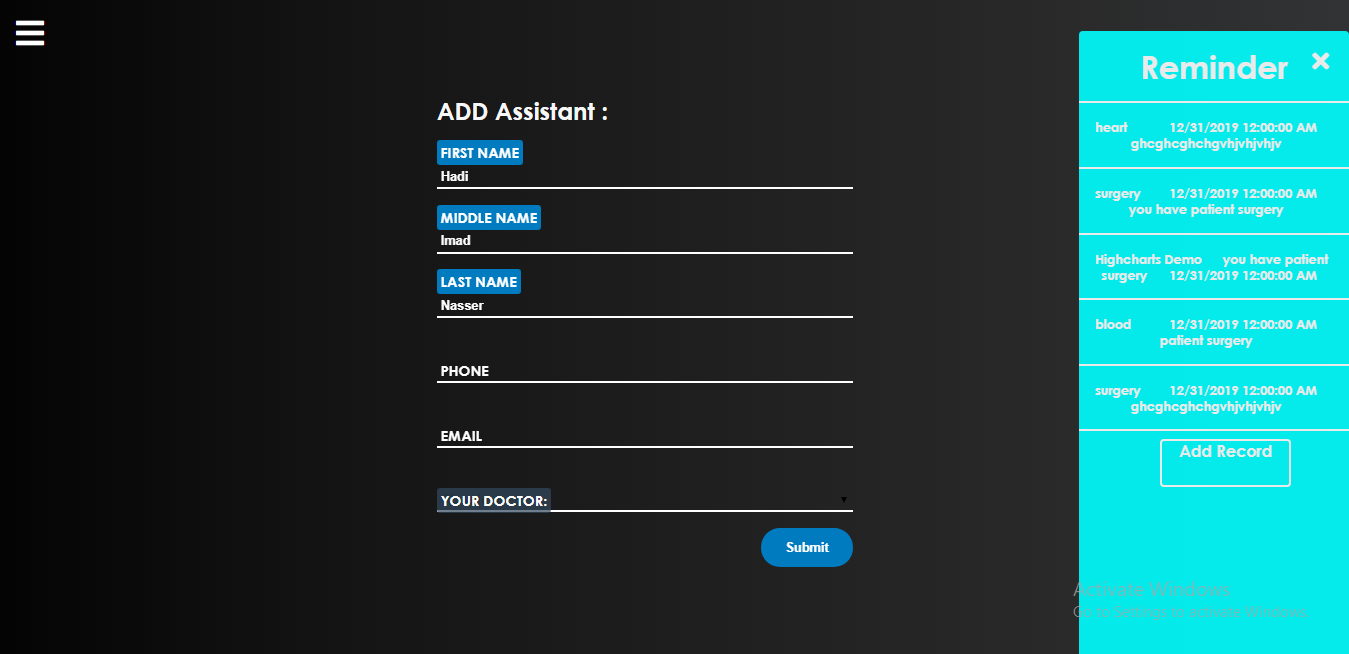 ADD Assistant :
FIRST NAME
Hadi
MIDDLE NAME
Imad
LAST NAME
Nasser
PHONE
EMAIL
YOUR DOCTOR:
Submit
Reminder
heart 12/31/2019 12:00:00 AM
ghcghcghchgvhjvhjvhjv
surgery 12/31/2019 12:00:00 AM
you have patient surgery
Highcharts Demo you have patient
surgery 12/31/2019 12:00:00 AM
blood 12/31/2019 12:00:00 AM
patient surgery
surgery 12/31/2019 12:00:00 AM
ghcghcghchgvhjvhjvhjv
Add Record
Activate Windows
Go to Settings to activate Windows.